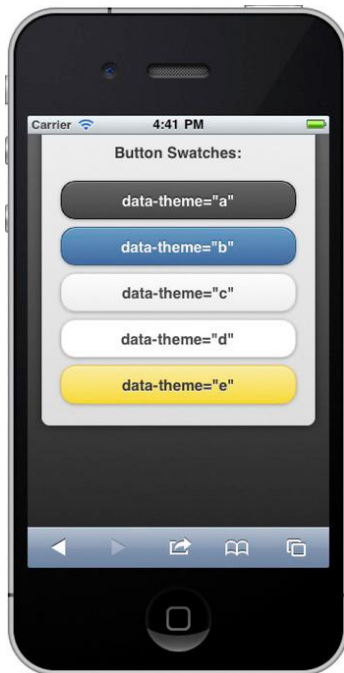 Carrier 4:41 PM
Button Swatches:
data-theme="a"
data-theme="b"
data-theme="c"
data-theme="d"
data-theme="e"